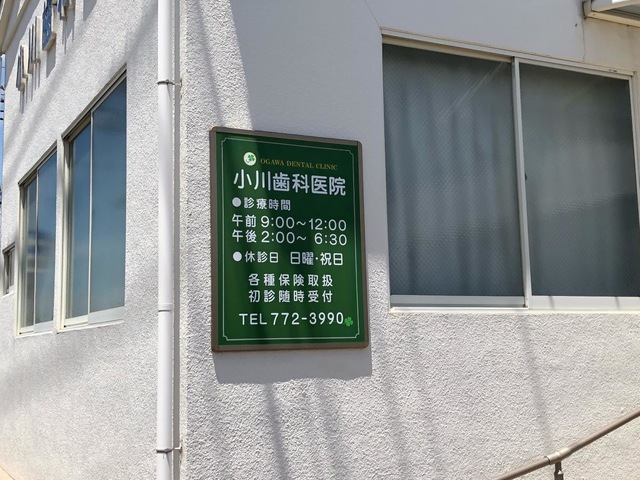 OGAWA DENTAL CLINIC
小川歯科医院
●診療時間
午前 9:00～12:00
午後 2:00～ 6:30
●休診日 日曜・祝日
各種保険取扱
初診随時受付
TEL 772-3990